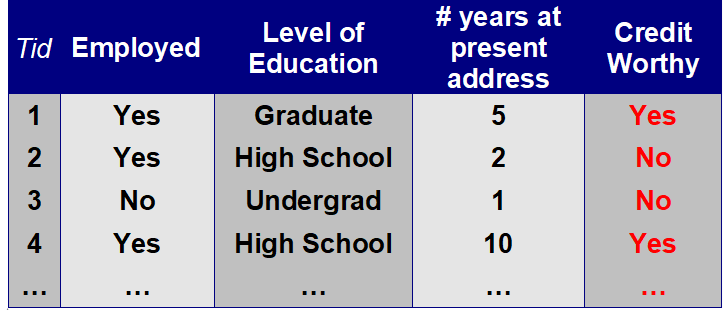 Tid Employed Level of Education # years at present address Credit Worthy
1 Yes Graduate 5 Yes
2 Yes High School 2 No
3 No Undergrad 1 No
4 Yes High School 10 Yes
… … … … …